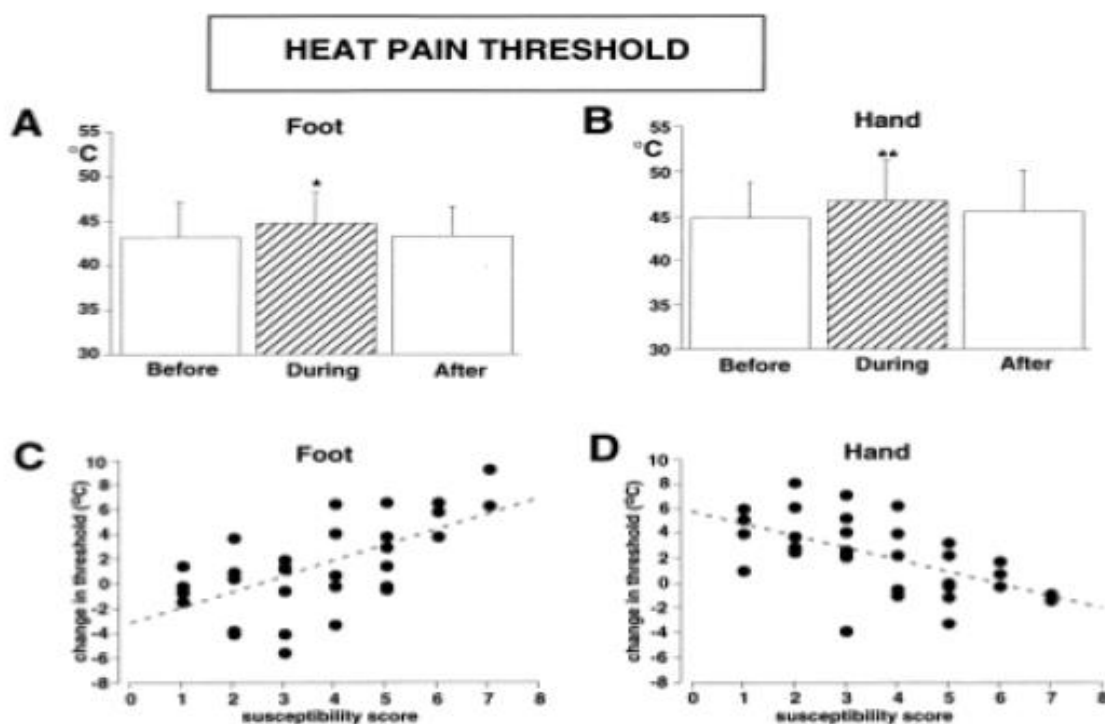 HEAT PAIN THRESHOLD
A
Foot
55
°C
50
45
40
35
30
*
Before
During
After
B
Hand
55
°C
50
45
40
35
30
**
Before
During
After
C
Foot
change in threshold (ºC)
10
8
6
4
2
0
-2
-4
-6
-8
0 1 2 3 4 5 6 7 8
susceptibility score
D
Hand
change in threshold (ºC)
10
8
6
4
2
0
-2
-4
-6
-8
0 1 2 3 4 5 6 7 8
susceptibility score